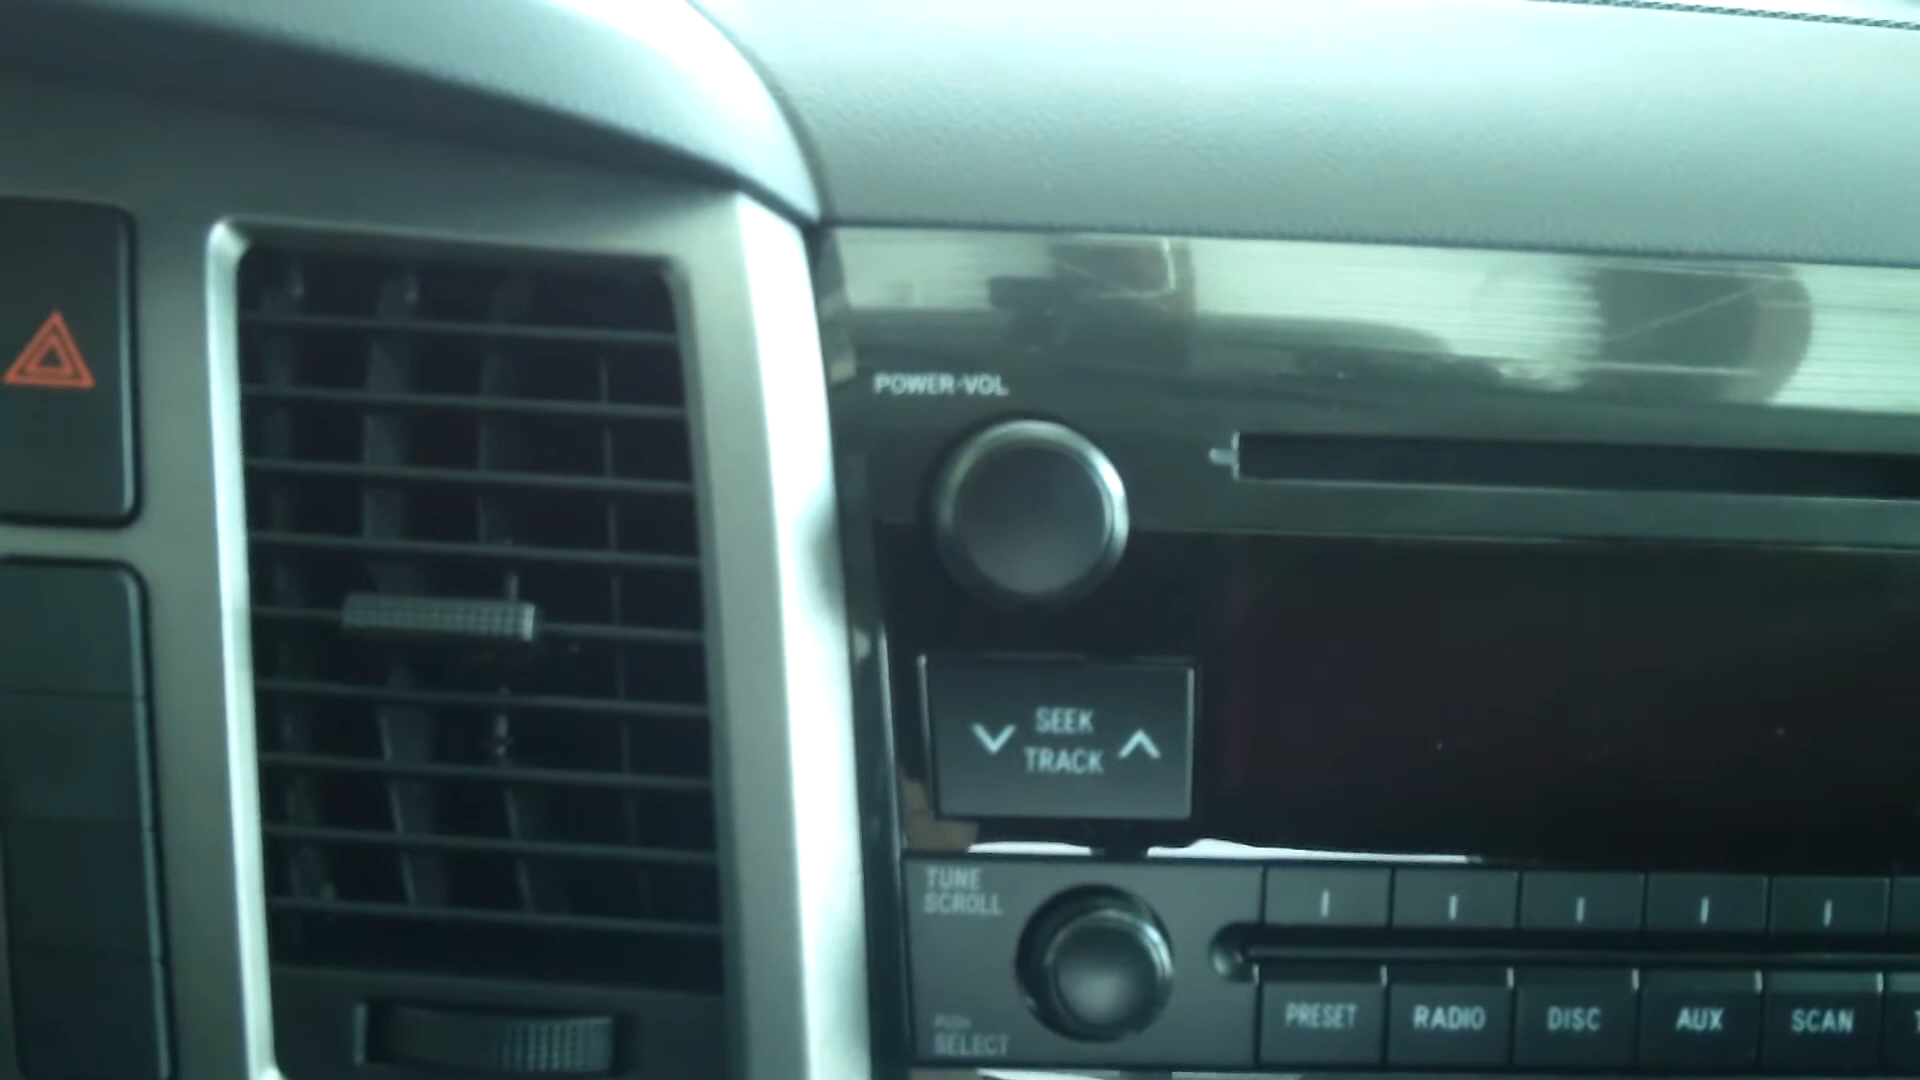 POWER·VOL
SEEK
TRACK
TUNE
SCROLL
PUSH
SELECT
PRESET
RADIO
DISC
AUX
SCAN